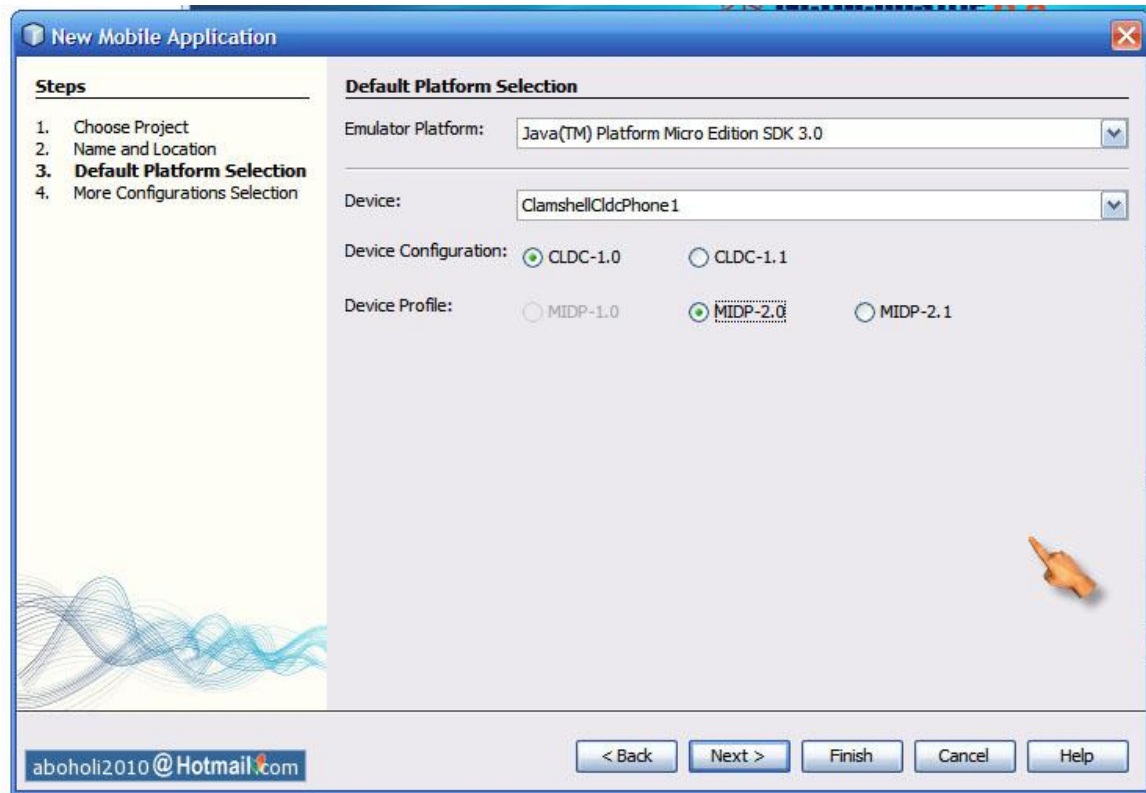 New Mobile Application
Steps
1. Choose Project
2. Name and Location
3. Default Platform Selection
4. More Configurations Selection
Default Platform Selection
Emulator Platform: Java(TM) Platform Micro Edition SDK 3.0
Device: ClamshellCldcPhone1
Device Configuration: CLDC-1.0 CLDC-1.1
Device Profile: MIDP-1.0 MIDP-2.0 MIDP-2.1
< Back Next > Finish Cancel Help
aboholi2010@Hotmail.com